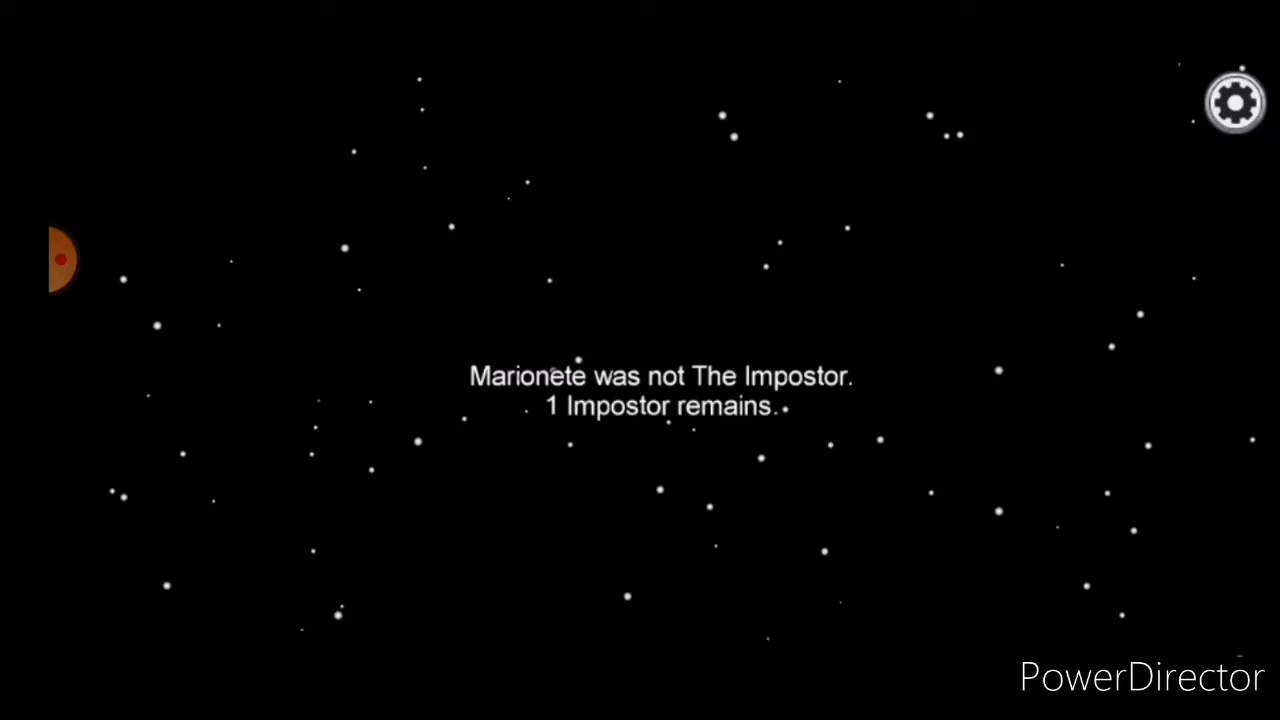 Marionete was not The Impostor.
1 Impostor remains.
PowerDirector